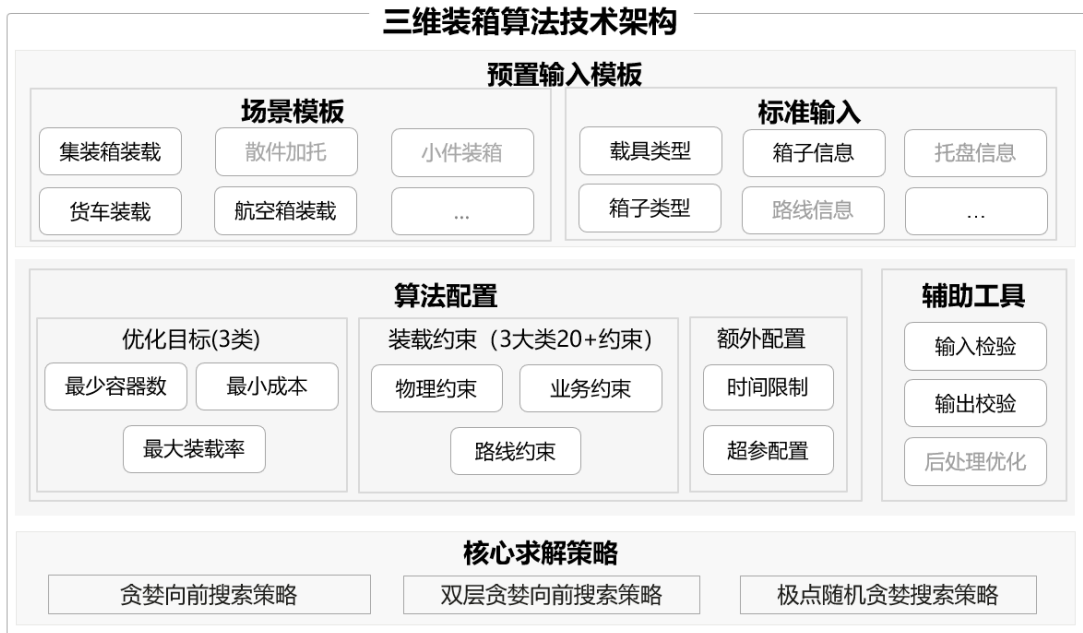 三维装箱算法技术架构
预置输入模板
场景模板
集装箱装载
散件加托
小件装箱
货车装载
航空箱装载
...
标准输入
载具类型
箱子信息
托盘信息
箱子类型
路线信息
...
算法配置
优化目标(3类)
最少容器数
最小成本
最大装载率
装载约束（3大类20+约束）
物理约束
业务约束
路线约束
额外配置
时间限制
超参配置
辅助工具
输入检验
输出校验
后处理优化
核心求解策略
贪婪向前搜索策略
双层贪婪向前搜索策略
极点随机贪婪搜索策略